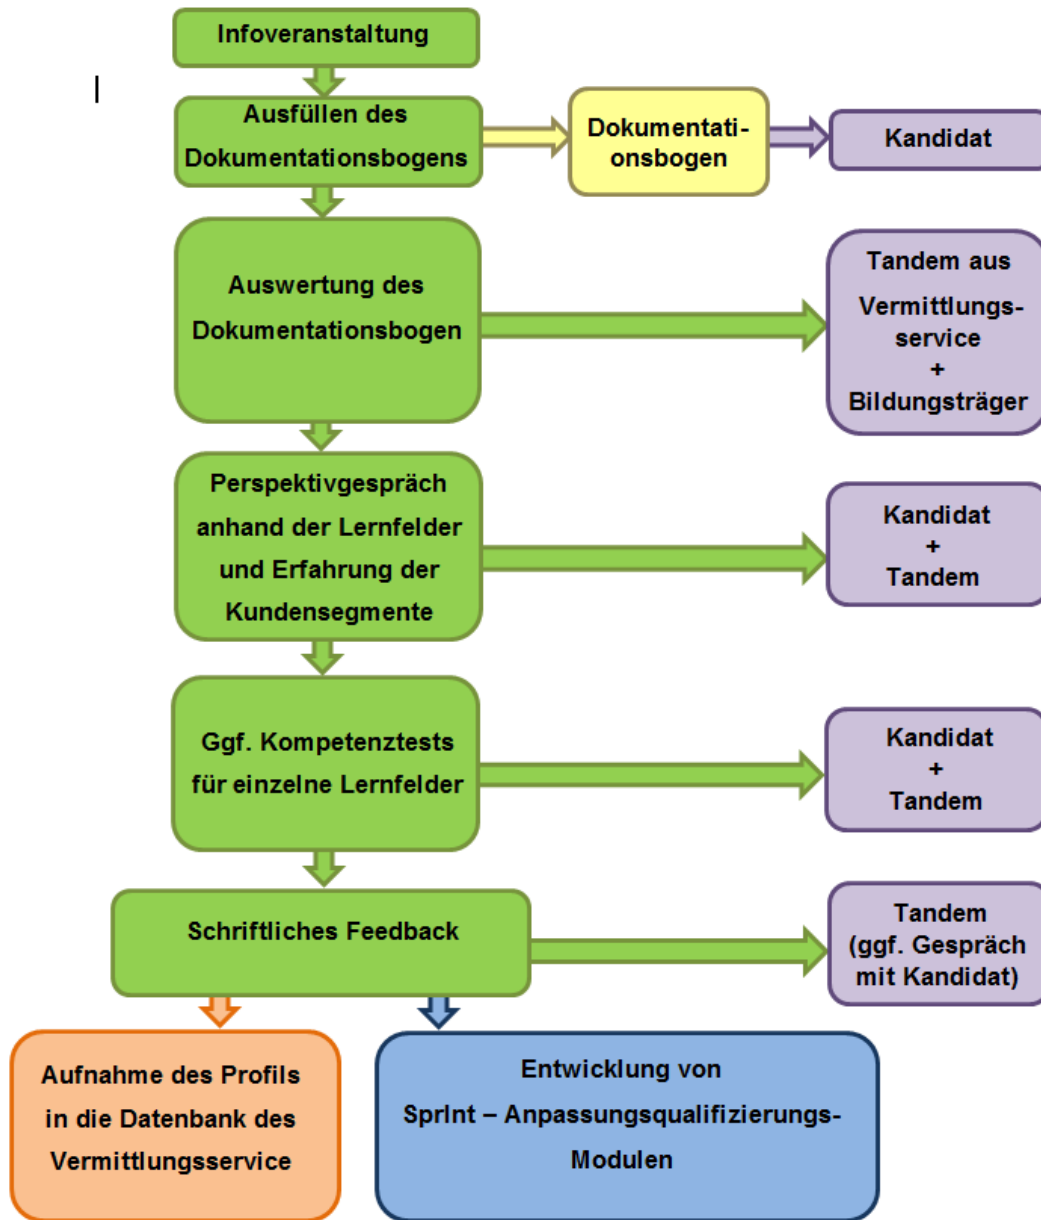 Infoveranstaltung
Ausfüllen des
Dokumentationsbogens
Dokumentati-
onsbogen
Kandidat
Auswertung des
Dokumentationsbogen
Tandem aus
Vermittlungs-
service
+
Bildungsträger
Perspektivgespräch
anhand der Lernfelder
und Erfahrung der
Kundensegmente
Kandidat
+
Tandem
Ggf. Kompetenztests
für einzelne Lernfelder
Kandidat
+
Tandem
Schriftliches Feedback
Tandem
(ggf. Gespräch
mit Kandidat)
Aufnahme des Profils
in die Datenbank des
Vermittlungsservice
Entwicklung von
SprInt – Anpassungsqualifizierungs-
Modulen